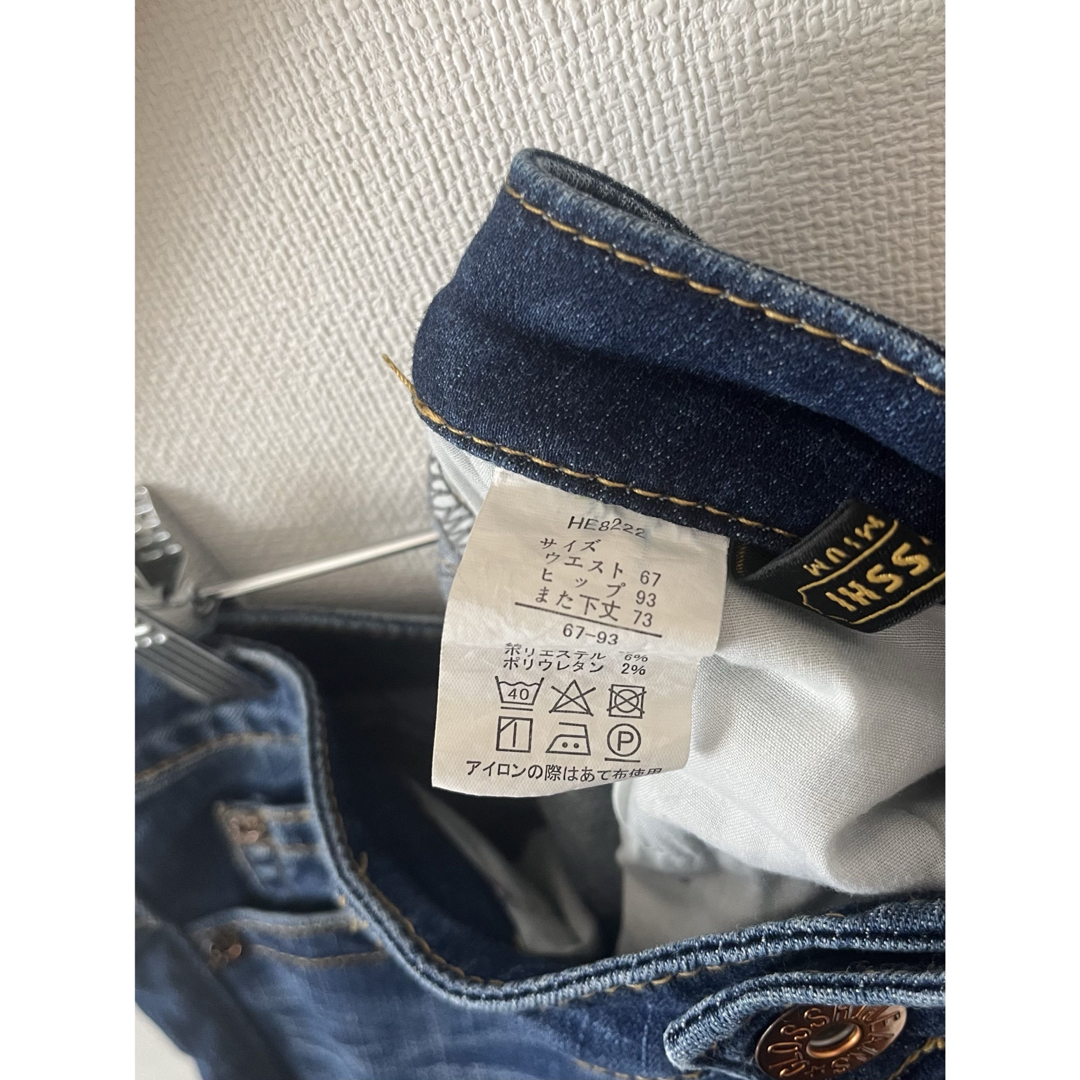 HE8222
サイズ
ウエスト 67
ヒップ 93
また下丈 73
67-93
ポリエステル 6%
ポリウレタン 2%
40
P
アイロンの際はあて布使用
SSHI
MIUM